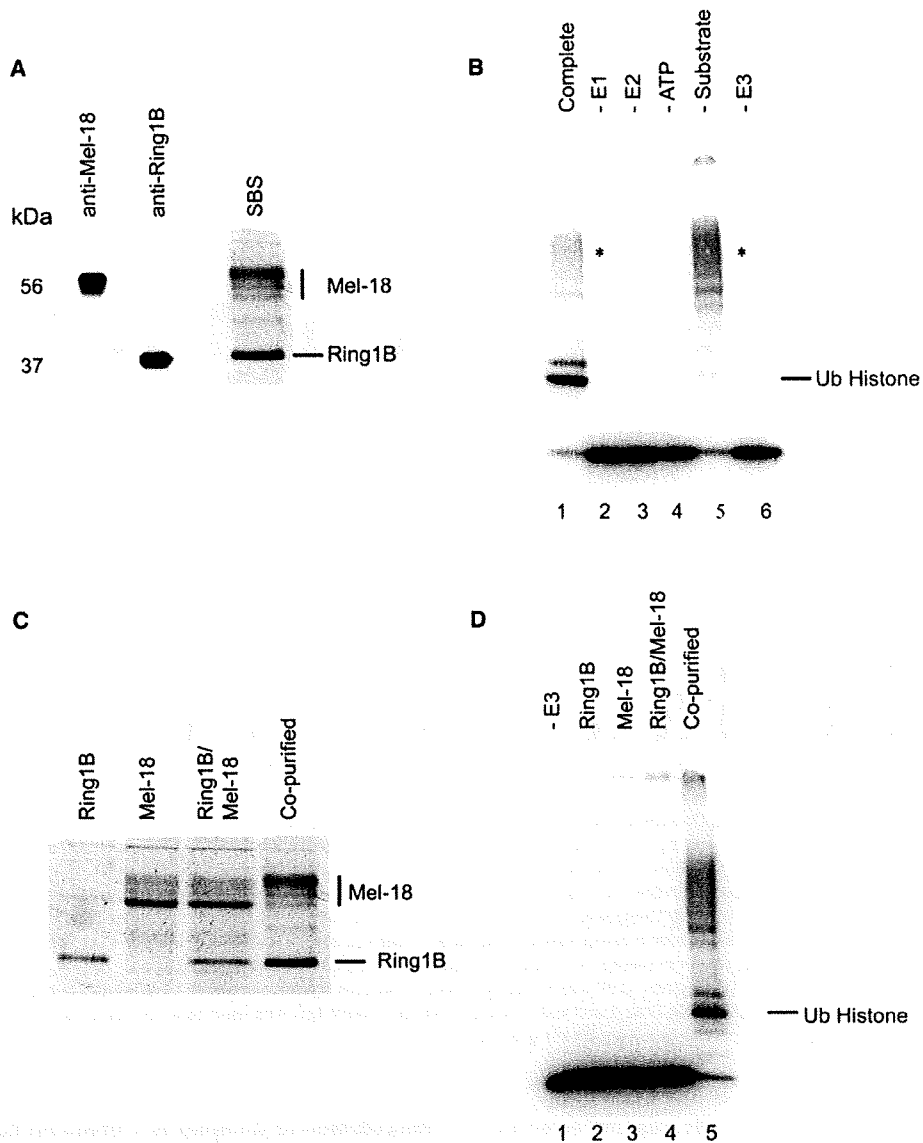 A
kDa
anti-Mel-18
anti-Ring1B
SBS
56
37
Mel-18
Ring1B
B
Complete
- E1
- E2
- ATP
- Substrate
- E3
*
*
Ub Histone
1 2 3 4 5 6
C
Ring1B
Mel-18
Ring1B/
Mel-18
Co-purified
Mel-18
Ring1B
D
- E3
Ring1B
Mel-18
Ring1B/Mel-18
Co-purified
Ub Histone
1 2 3 4 5